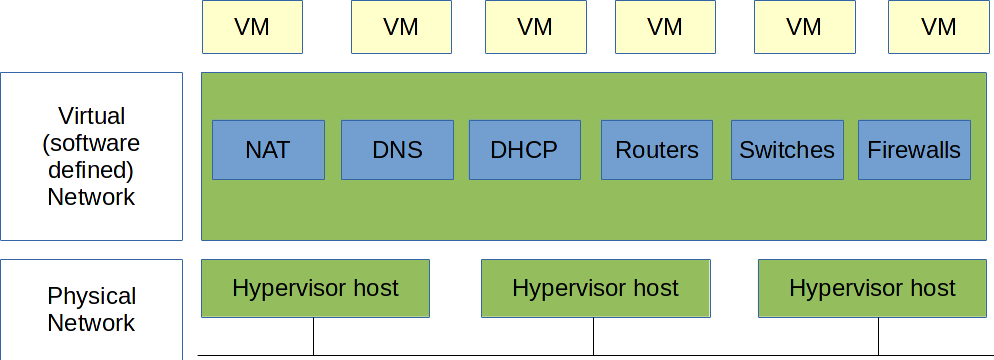 VM VM VM VM VM VM
Virtual
(software
defined)
Network
NAT DNS DHCP Routers Switches Firewalls
Physical
Network
Hypervisor host Hypervisor host Hypervisor host